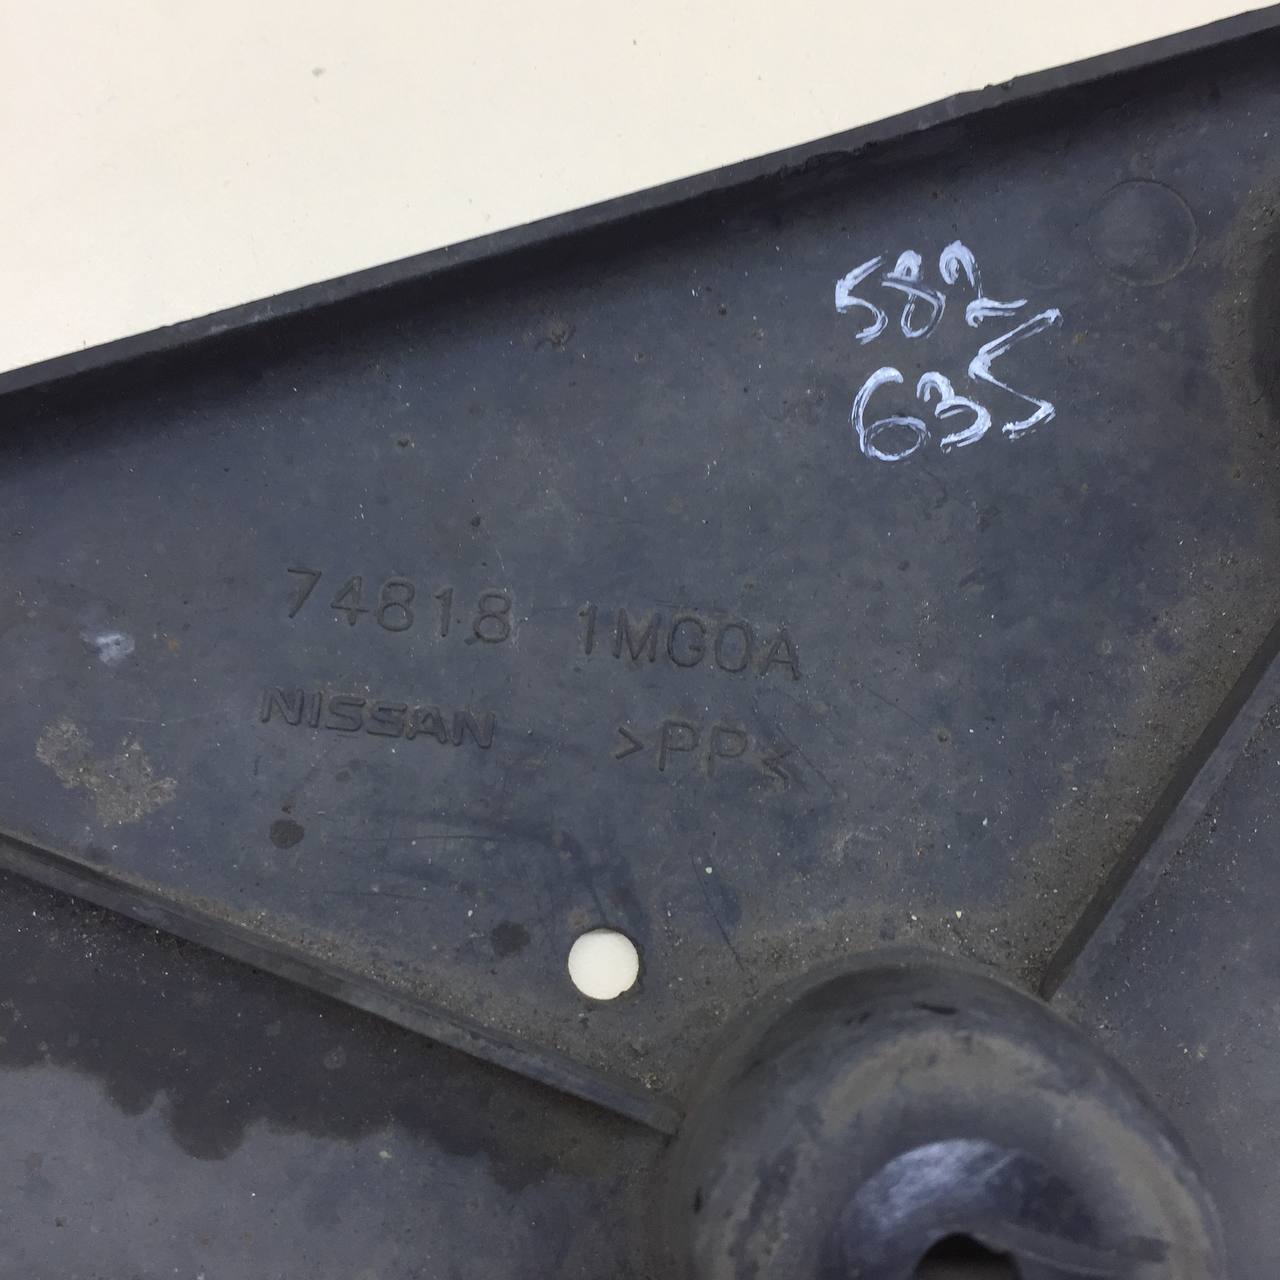 582
635
74818 1MG0A
NISSAN >PP<